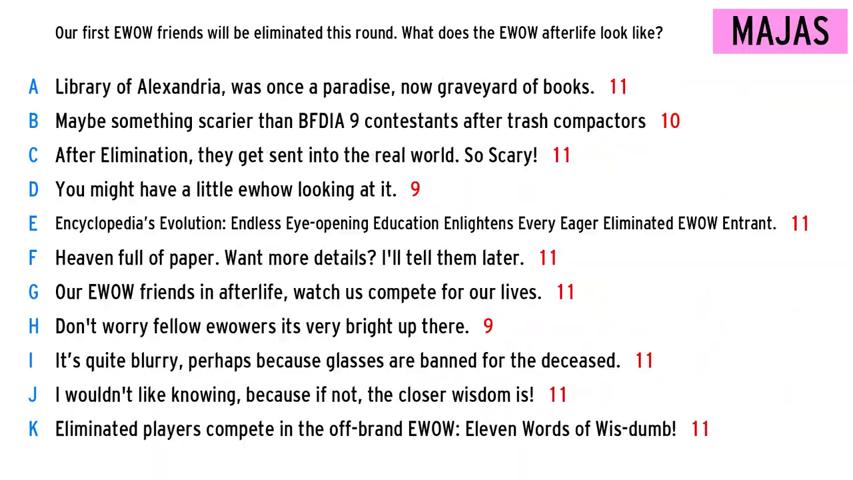 Our first EWOW friends will be eliminated this round. What does the EWOW afterlife look like?
MAJAS
A Library of Alexandria, was once a paradise, now graveyard of books. 11
B Maybe something scarier than BFDIA 9 contestants after trash compactors 10
C After Elimination, they get sent into the real world. So Scary! 11
D You might have a little ewhow looking at it. 9
E Encyclopedia's Evolution: Endless Eye-opening Education Enlightens Every Eager Eliminated EWOW Entrant. 11
F Heaven full of paper. Want more details? I'll tell them later. 11
G Our EWOW friends in afterlife, watch us compete for our lives. 11
H Don't worry fellow ewowers its very bright up there. 9
I It’s quite blurry, perhaps because glasses are banned for the deceased. 11
J I wouldn't like knowing, because if not, the closer wisdom is! 11
K Eliminated players compete in the off-brand EWOW: Eleven Words of Wis-dumb! 11